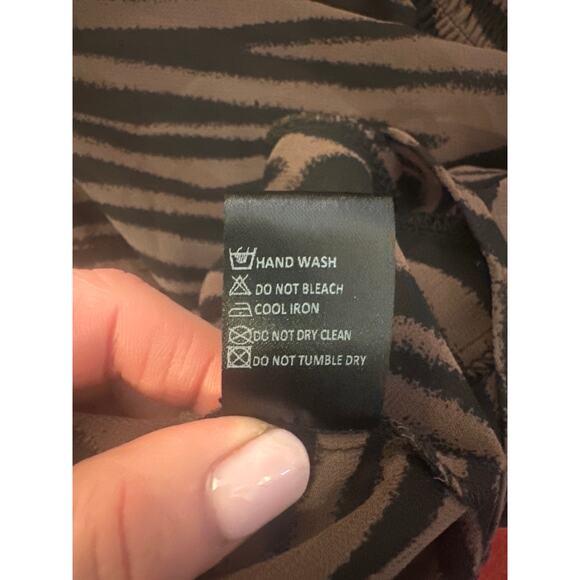 HAND WASH
DO NOT BLEACH
COOL IRON
DO NOT DRY CLEAN
DO NOT TUMBLE DRY